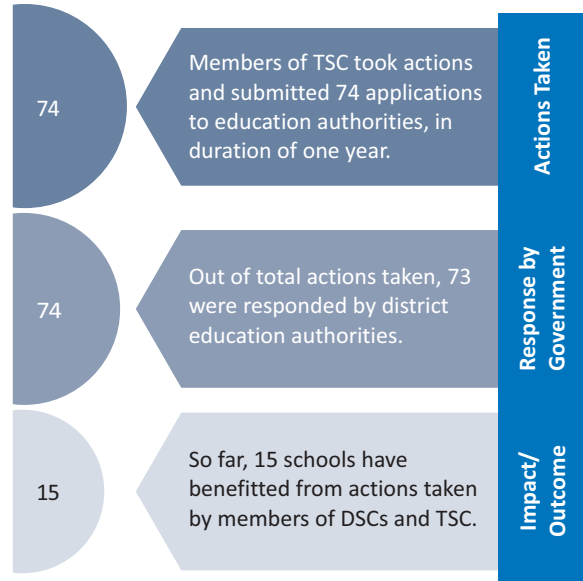 74
Members of TSC took actions
and submitted 74 applications
to education authorities, in
duration of one year.
Actions Taken
74
Out of total actions taken, 73
were responded by district
education authorities.
Response by
Government
15
So far, 15 schools have
benefitted from actions taken
by members of DSCs and TSC.
Impact/
Outcome